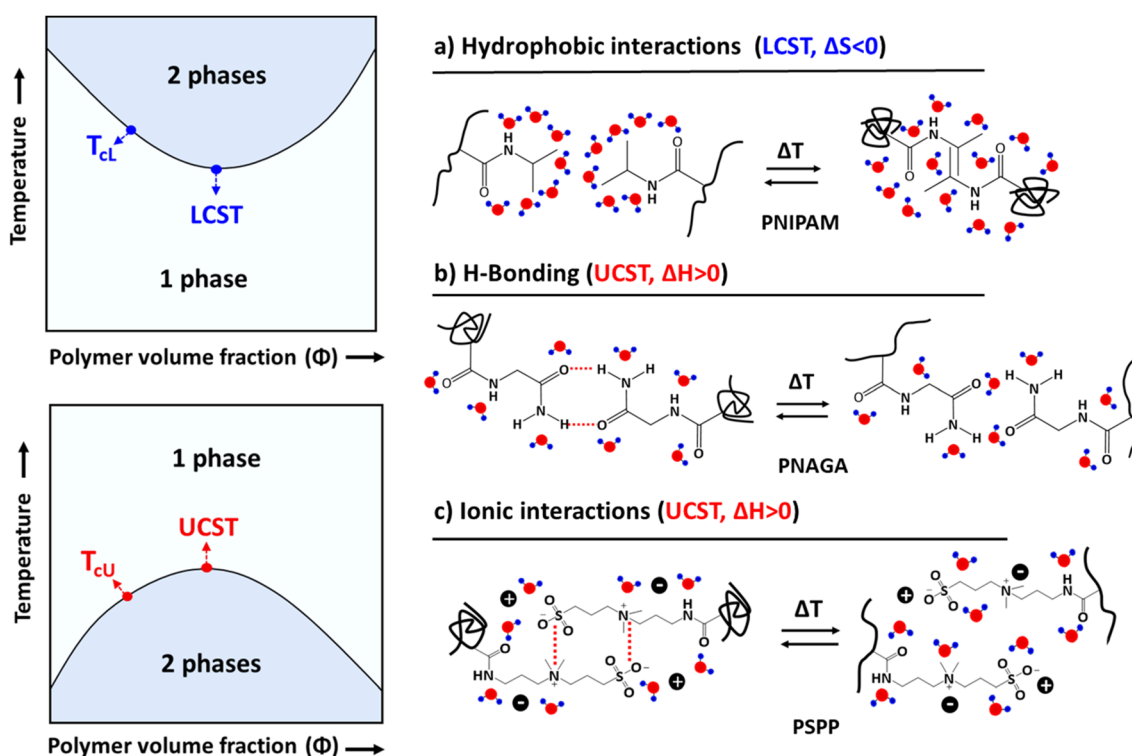 Temperature
2 phases
TcL
LCST
1 phase
Polymer volume fraction (Φ)
Temperature
1 phase
UCST
TcU
2 phases
Polymer volume fraction (Φ)
a) Hydrophobic interactions (LCST, ΔS<0)
H
N
O
O
N
H
ΔT
PNIPAM
H
N
O
O
N
H
b) H-Bonding (UCST, ΔH>0)
O
N
H
O
N
H
H
H
N
H
O
H
N
O
ΔT
PNAGA
O
N
H
O
N
H
H
H
N
H
O
H
N
O
c) Ionic interactions (UCST, ΔH>0)
+
-
O
-O
S
O
N
+
H
N
O
O
NH
N
+
O
S
O-
O
+
-
ΔT
PSPP
-
+
O
-O
S
O
N
+
H
N
O
O
HN
N
+
O
S
O-
O
-
+